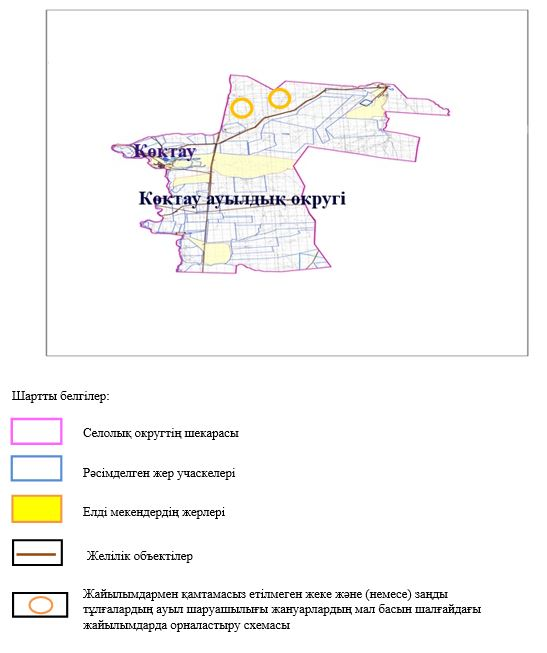 Көктау
Көктау ауылдық округі
Шартты белгілер:
Селолық округтің шекарасы
Рәсімделген жер учаскелері
Елді мекендердің жерлері
Желілік объектілер
Жайылымдармен қамтамасыз етілмеген жеке және (немесе) заңды
тұлғалардың ауыл шаруашылығы жануарлардың мал басын шалғайдағы
жайылымдарда орналастыру схемасы